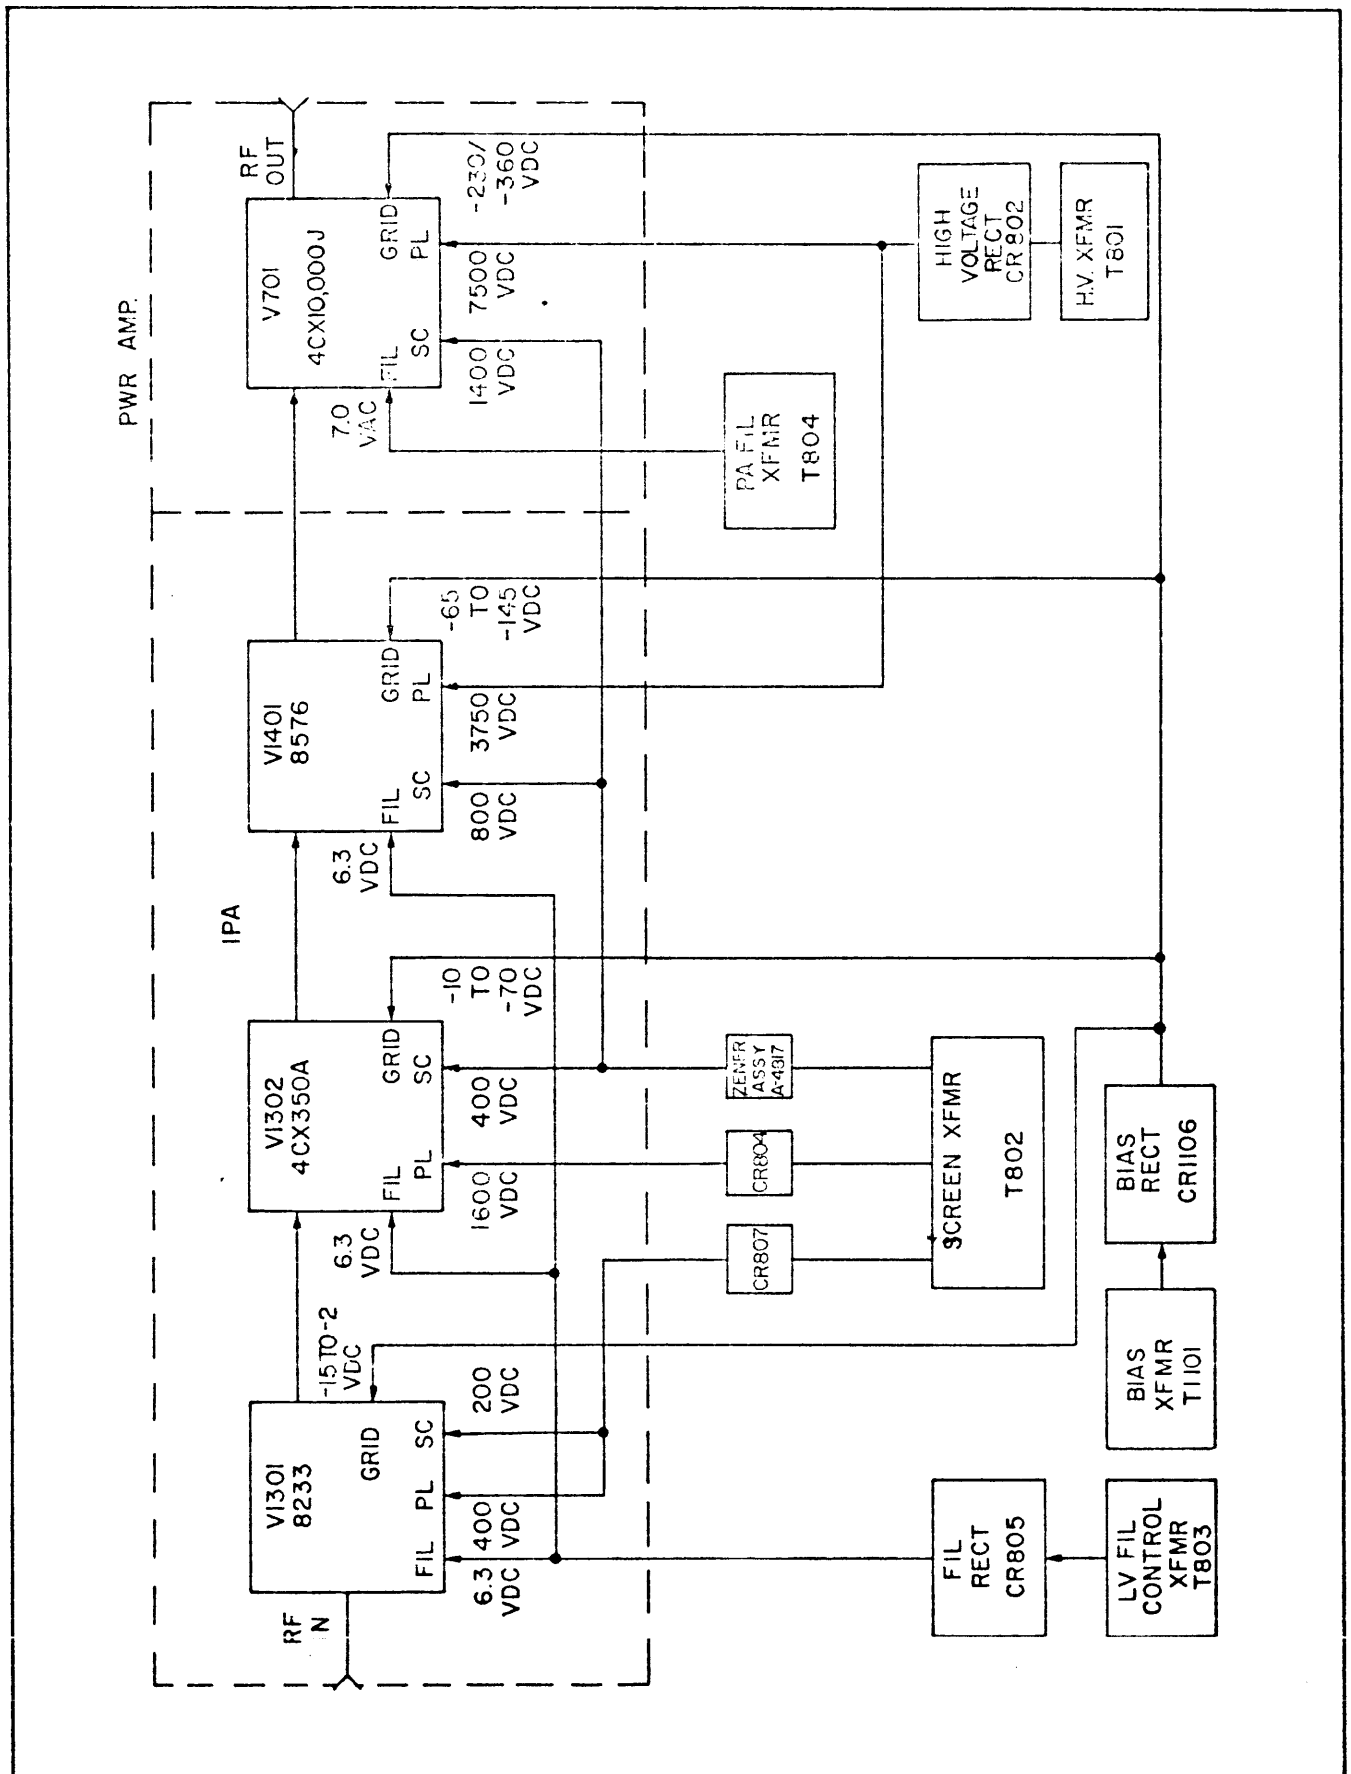 PWR AMP.
IPA
RF
IN
V1301
8233
FIL
PL
SC
GRID
6.3
VDC
400
VDC
200
VDC
-15 TO -2
VDC
V1302
4CX350A
FIL
PL
SC
GRID
6.3
VDC
1600
VDC
400
VDC
-10
TO
-70
VDC
V1401
8576
FIL
SC
PL
GRID
6.3
VDC
800
VDC
3750
VDC
-65
TO
-145
VDC
V701
4CX10,000J
FIL
SC
PL
GRID
7.0
VAC
1400
VDC
7500
VDC
-230/
-360
VDC
RF
OUT
CR807
CR804
ZENER
ASSY
A-4817
SCREEN XFMR
T802
PA FIL
XFMR
T804
HIGH
VOLTAGE
RECT
CR802
H.V. XFMR
T801
FIL
RECT
CR805
LV FIL
CONTROL
XFMR
T803
BIAS
XFMR
T1101
BIAS
RECT
CR1106